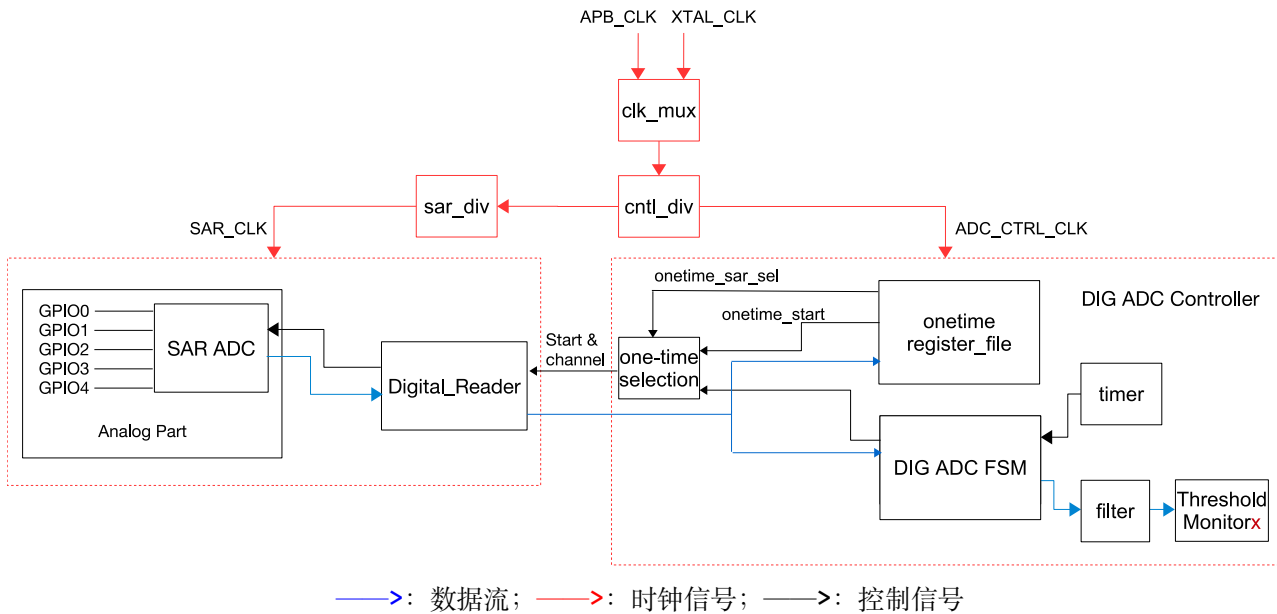 APB_CLK XTAL_CLK
clk_mux
sar_div
cntl_div
SAR_CLK
ADC_CTRL_CLK
onetime_sar_sel
DIG ADC Controller
GPIO0
GPIO1
GPIO2
GPIO3
GPIO4
SAR ADC
Analog Part
Digital_Reader
Start &
channel
onetime_start
one-time
selection
onetime
register_file
timer
DIG ADC FSM
filter
Threshold
Monitorx
: 数据流; : 时钟信号; : 控制信号